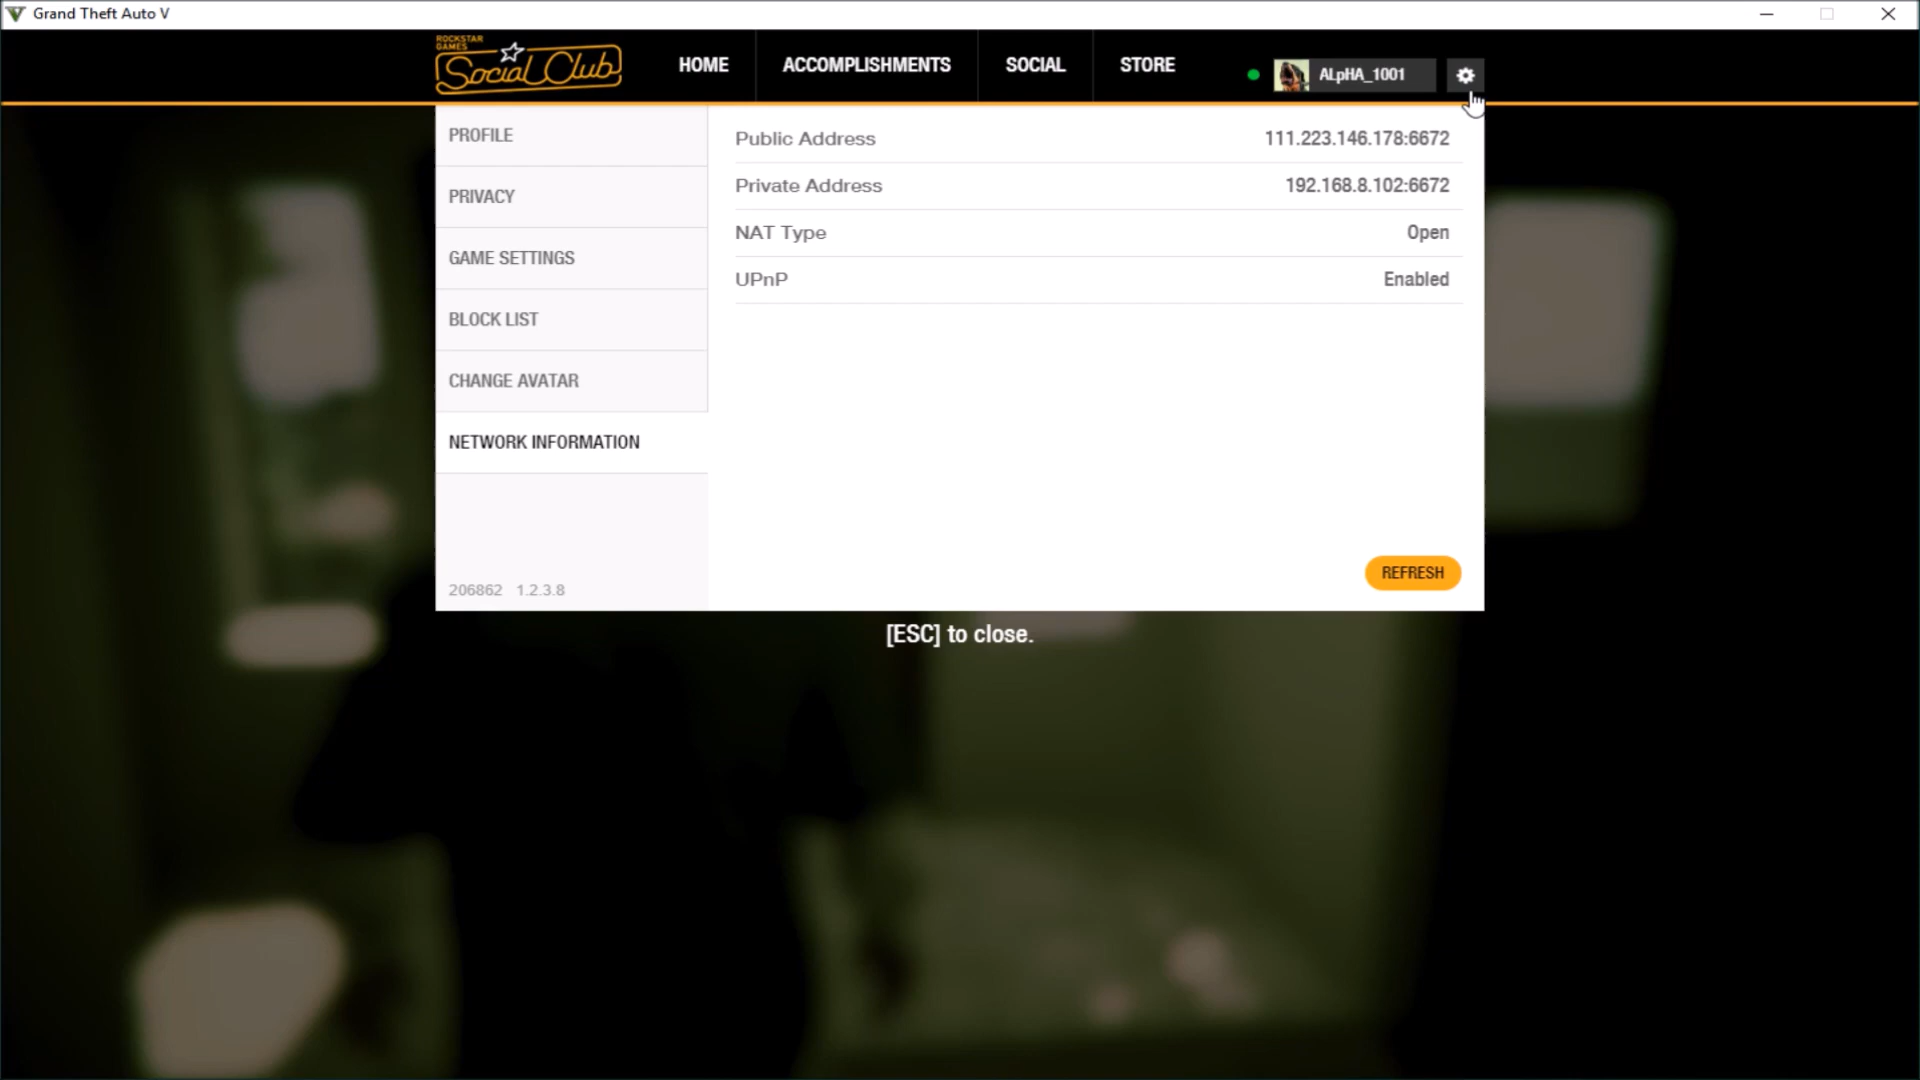 Grand Theft Auto V
ROCKSTAR
GAMES
Social Club
HOME
ACCOMPLISHMENTS
SOCIAL
STORE
ALpHA_1001
PROFILE
PRIVACY
GAME SETTINGS
BLOCK LIST
CHANGE AVATAR
NETWORK INFORMATION
206862 1.2.3.8
Public Address 111.223.146.178:6672
Private Address 192.168.8.102:6672
NAT Type Open
UPnP Enabled
REFRESH
[ESC] to close.